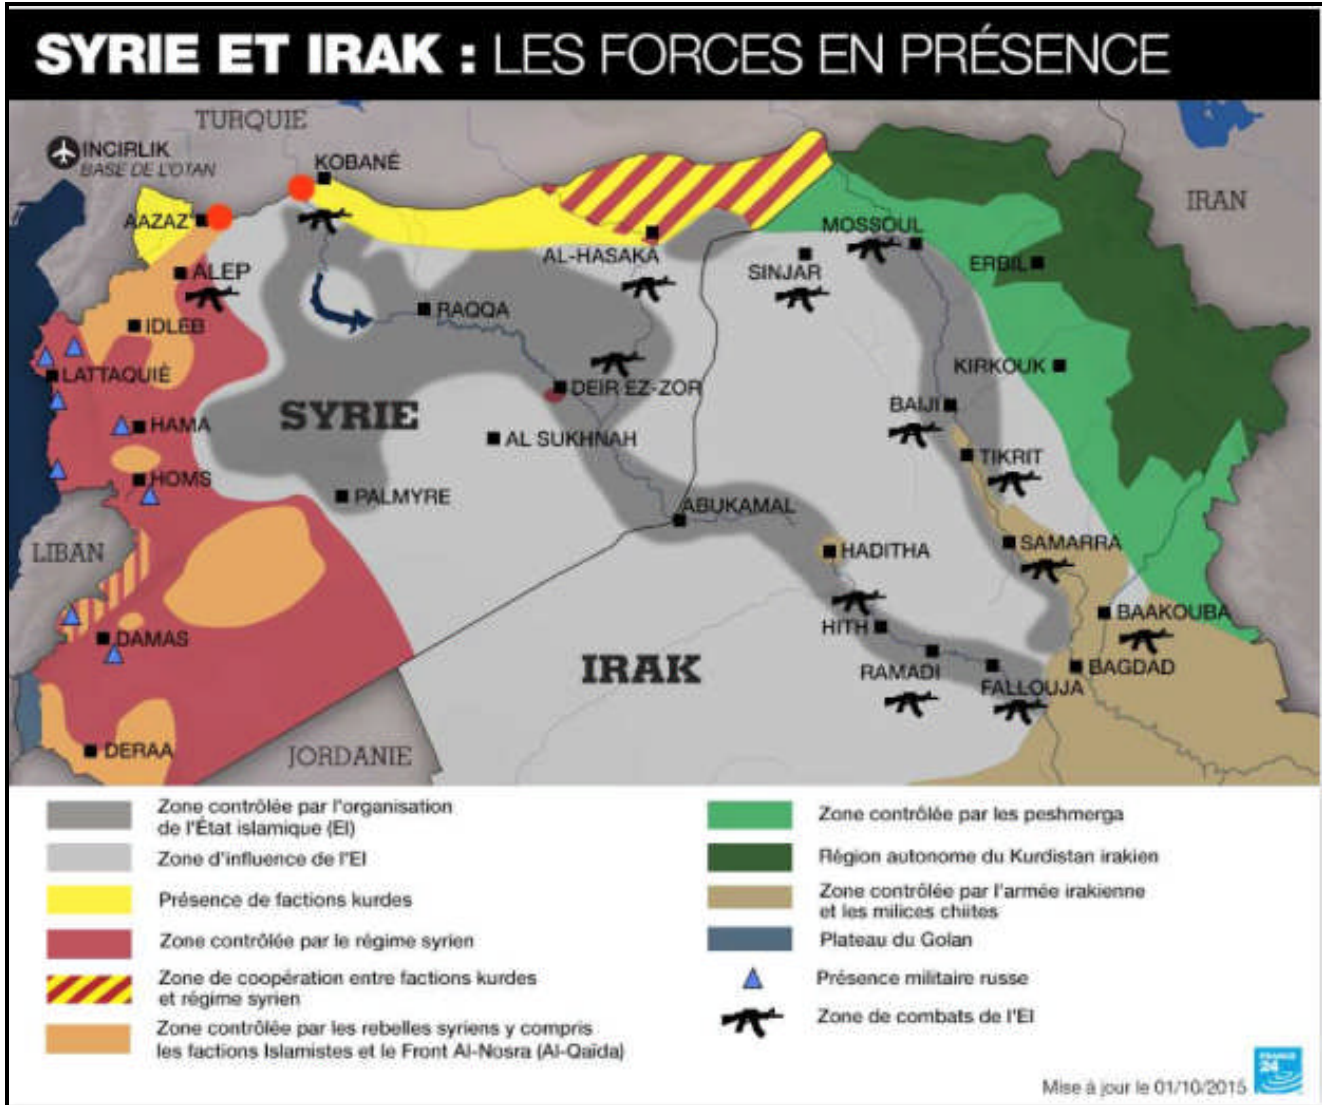 SYRIE ET IRAK : LES FORCES EN PRÉSENCE
TURQUIE
INCIRLIK
BASE DE L'OTAN
KOBANÉ
IRAN
AAZAZ
MOSSOUL
AL-HASAKA
SINJAR
ERBIL
ALEP
RAQQA
IDLEB
LATTAQUIÉ
KIRKOUK
DEIR EZ-ZOR
BAIJI
SYRIE
HAMA
AL SUKHNAH
TIKRIT
HOMS
PALMYRE
ABUKAMAL
LIBAN
HADITHA
SAMARRA
BAAKOUBA
HITH
DAMAS
IRAK
RAMADI
BAGDAD
FALLOUJA
DERAA
JORDANIE
Zone contrôlée par l'organisation
de l'État islamique (EI)
Zone d'influence de l'EI
Présence de factions kurdes
Zone contrôlée par le régime syrien
Zone de coopération entre factions kurdes
et régime syrien
Zone contrôlée par les rebelles syriens y compris
les factions Islamistes et le Front Al-Nosra (Al-Qaïda)
Zone contrôlée par les peshmerga
Région autonome du Kurdistan irakien
Zone contrôlée par l'armée irakienne
et les milices chiites
Plateau du Golan
Présence militaire russe
Zone de combats de l'EI
Mise à jour le 01/10/2015
FRANCE
24